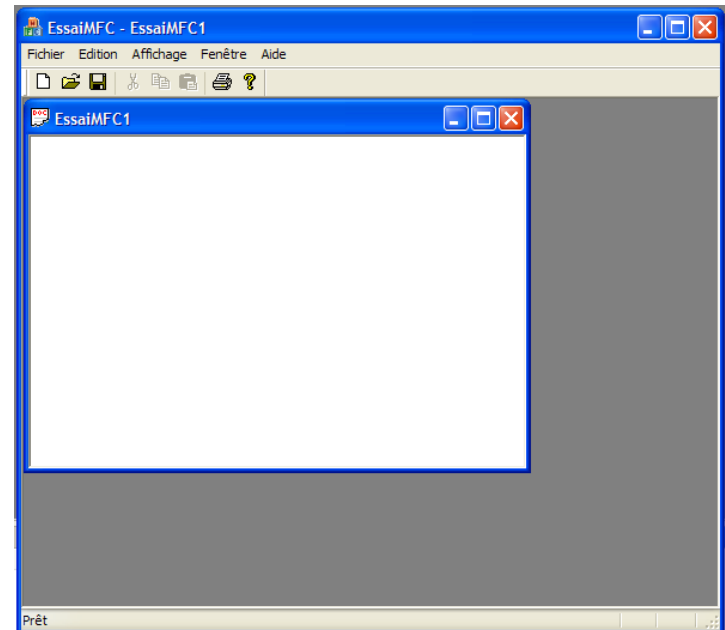 EssaiMFC - EssaiMFC1
Fichier Edition Affichage Fenêtre Aide
EssaiMFC1
Prêt